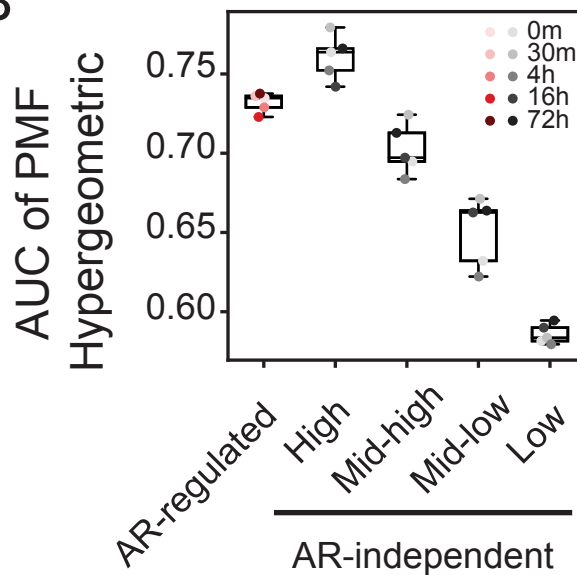 AUC of PMF
Hypergeometric
0.75
0.70
0.65
0.60
0m
30m
4h
16h
72h
AR-regulated
High
Mid-high
Mid-low
Low
AR-independent